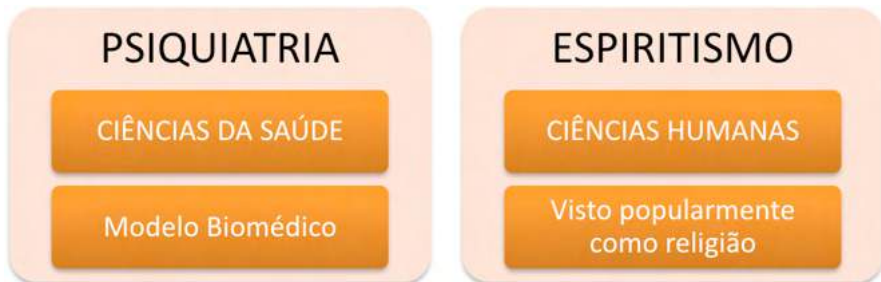 PSIQUIATRIA
CIÊNCIAS DA SAÚDE
Modelo Biomédico
ESPIRITISMO
CIÊNCIAS HUMANAS
Visto popularmente
como religião